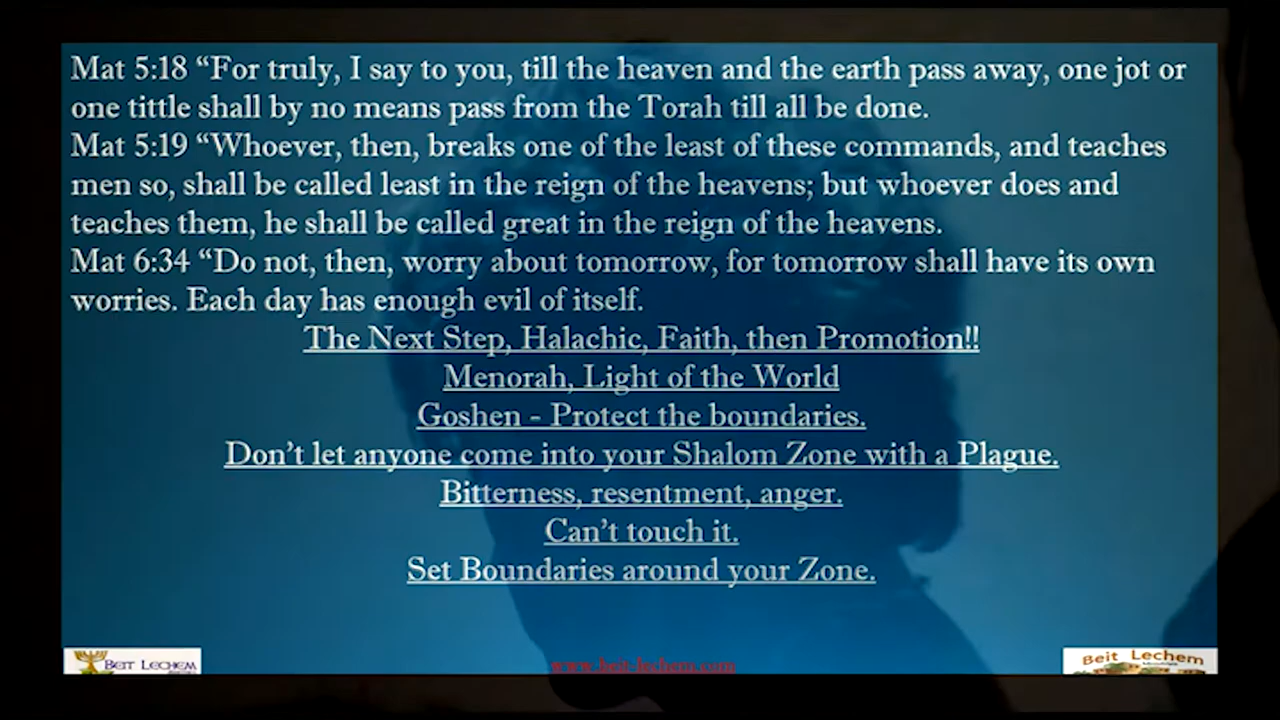 Mat 5:18 “For truly, I say to you, till the heaven and the earth pass away, one jot or
one tittle shall by no means pass from the Torah till all be done.
Mat 5:19 “Whoever, then, breaks one of the least of these commands, and teaches
men so, shall be called least in the reign of the heavens; but whoever does and
teaches them, he shall be called great in the reign of the heavens.
Mat 6:34 “Do not, then, worry about tomorrow, for tomorrow shall have its own
worries. Each day has enough evil of itself.
The Next Step, Halachic, Faith, then Promotion!!
Menorah, Light of the World
Goshen - Protect the boundaries.
Don’t let anyone come into your Shalom Zone with a Plague.
Bitterness, resentment, anger.
Can’t touch it.
Set Boundaries around your Zone.
Beit Lechem
www.beit-lechem.com
Beit Lechem